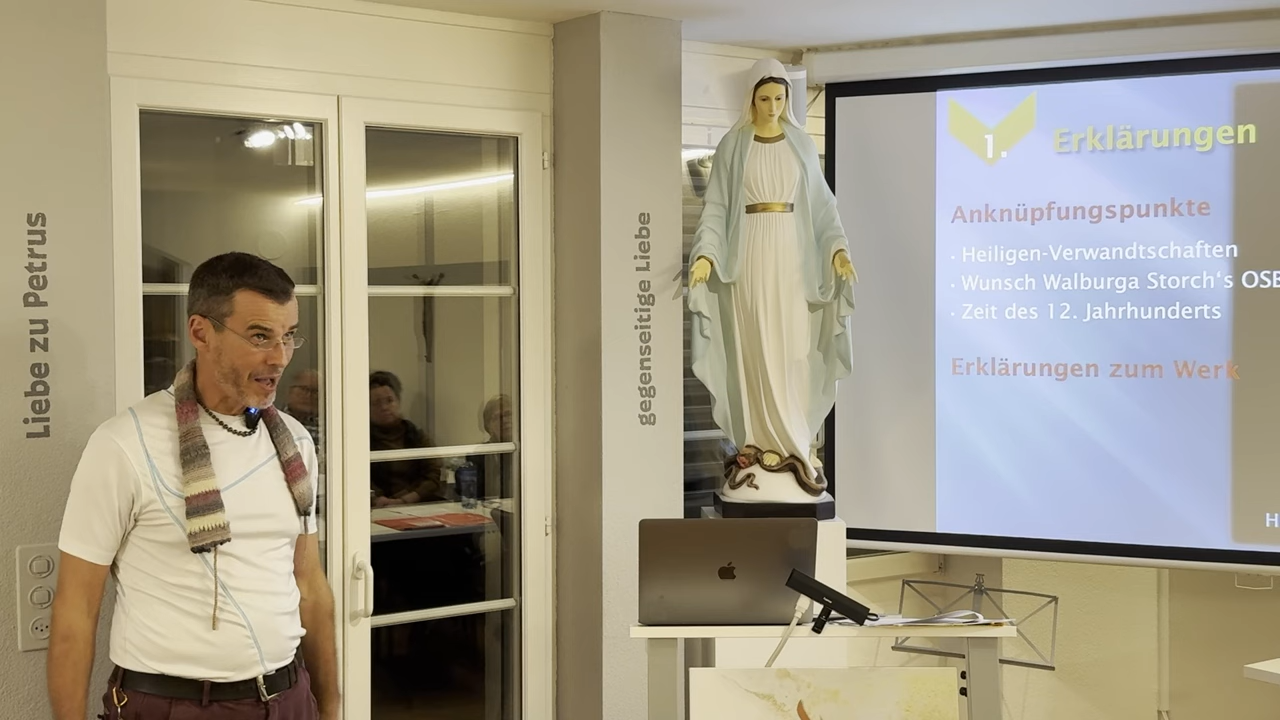 Liebe zu Petrus
gegenseitige Liebe
1. Erklärungen
Anknüpfungspunkte
· Heiligen-Verwandtschaften
· Wunsch Walburga Storch's OSB
· Zeit des 12. Jahrhunderts
Erklärungen zum Werk
H